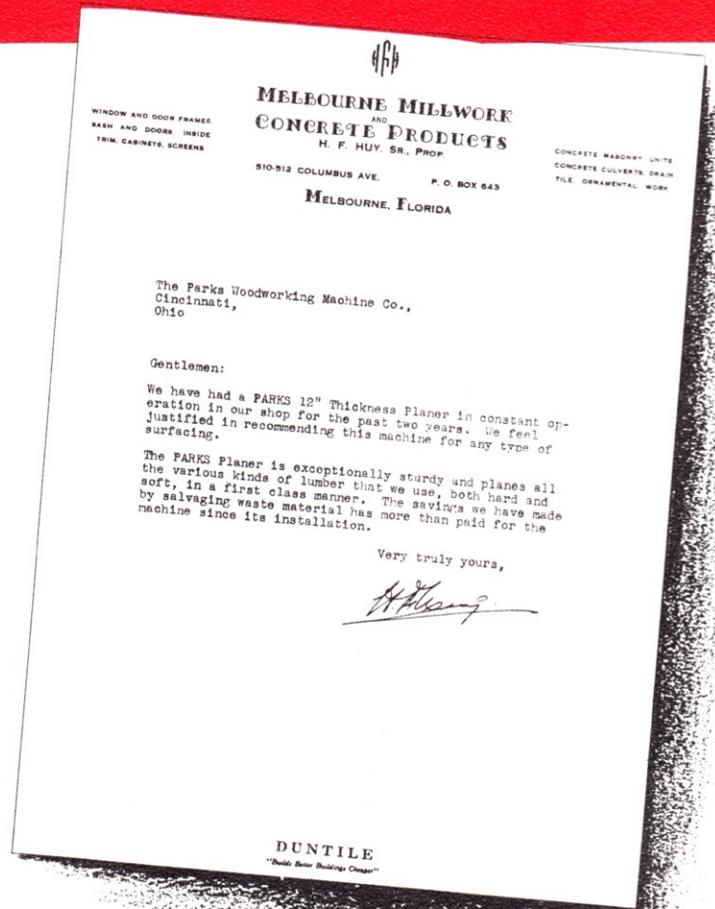 HFH
MELBOURNE MILLWORK
AND
CONCRETE PRODUCTS
H. F. HUY, SR., PROP.
WINDOW AND DOOR FRAMES
SASH AND DOORS INSIDE
TRIM, CABINETS, SCREENS
CONCRETE MASONRY UNITS
CONCRETE CULVERTS, DRAIN
TILE, ORNAMENTAL WORK
510-512 COLUMBUS AVE. P. O. BOX 643
MELBOURNE, FLORIDA
The Parks Woodworking Machine Co.,
Cincinnati,
Ohio
Gentlemen:
We have had a PARKS 12" Thickness Planer in constant op-
eration in our shop for the past two years. We feel
justified in recommending this machine for any type of
surfacing.
The PARKS Planer is exceptionally sturdy and planes all
the various kinds of lumber that we use, both hard and
soft, in a first class manner. The savings we have made
by salvaging waste material has more than paid for the
machine since its installation.
Very truly yours,
DUNTILE
"Builds Better Buildings Cheaper"